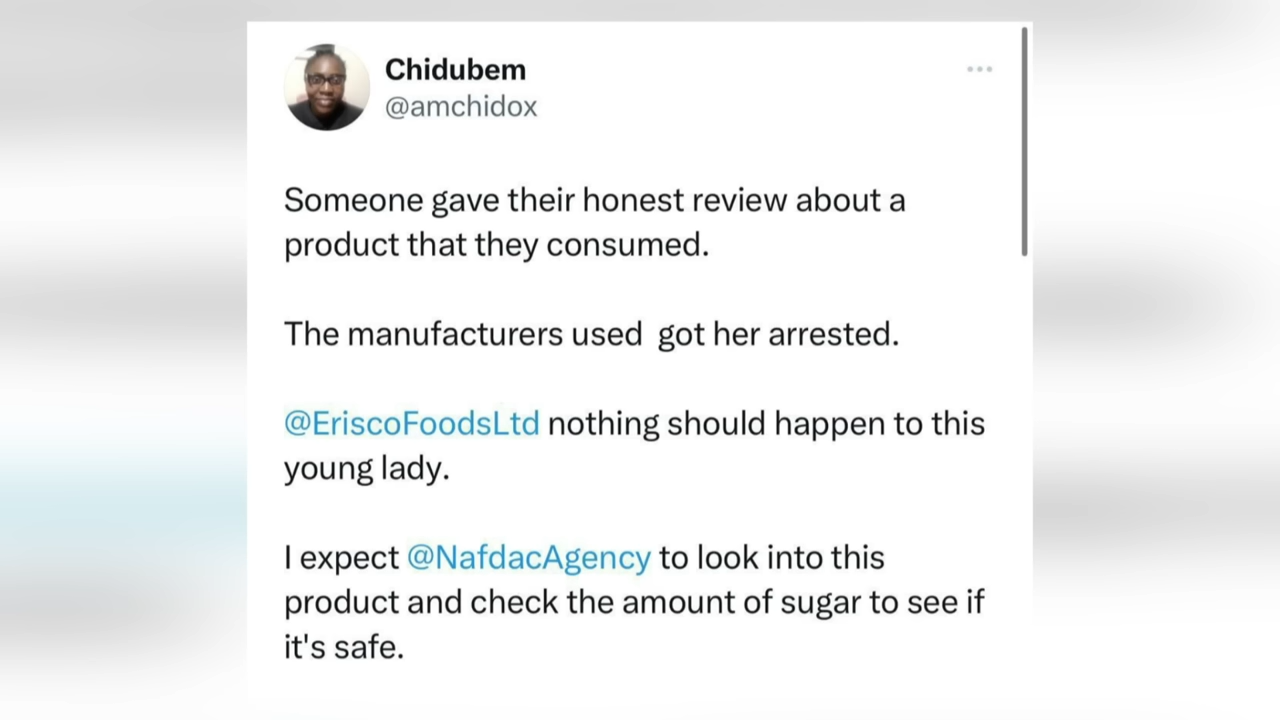 Chidubem
@amchidox
Someone gave their honest review about a
product that they consumed.
The manufacturers used  got her arrested.
@EriscoFoodsLtd nothing should happen to this
young lady.
I expect @NafdacAgency to look into this
product and check the amount of sugar to see if
it's safe.